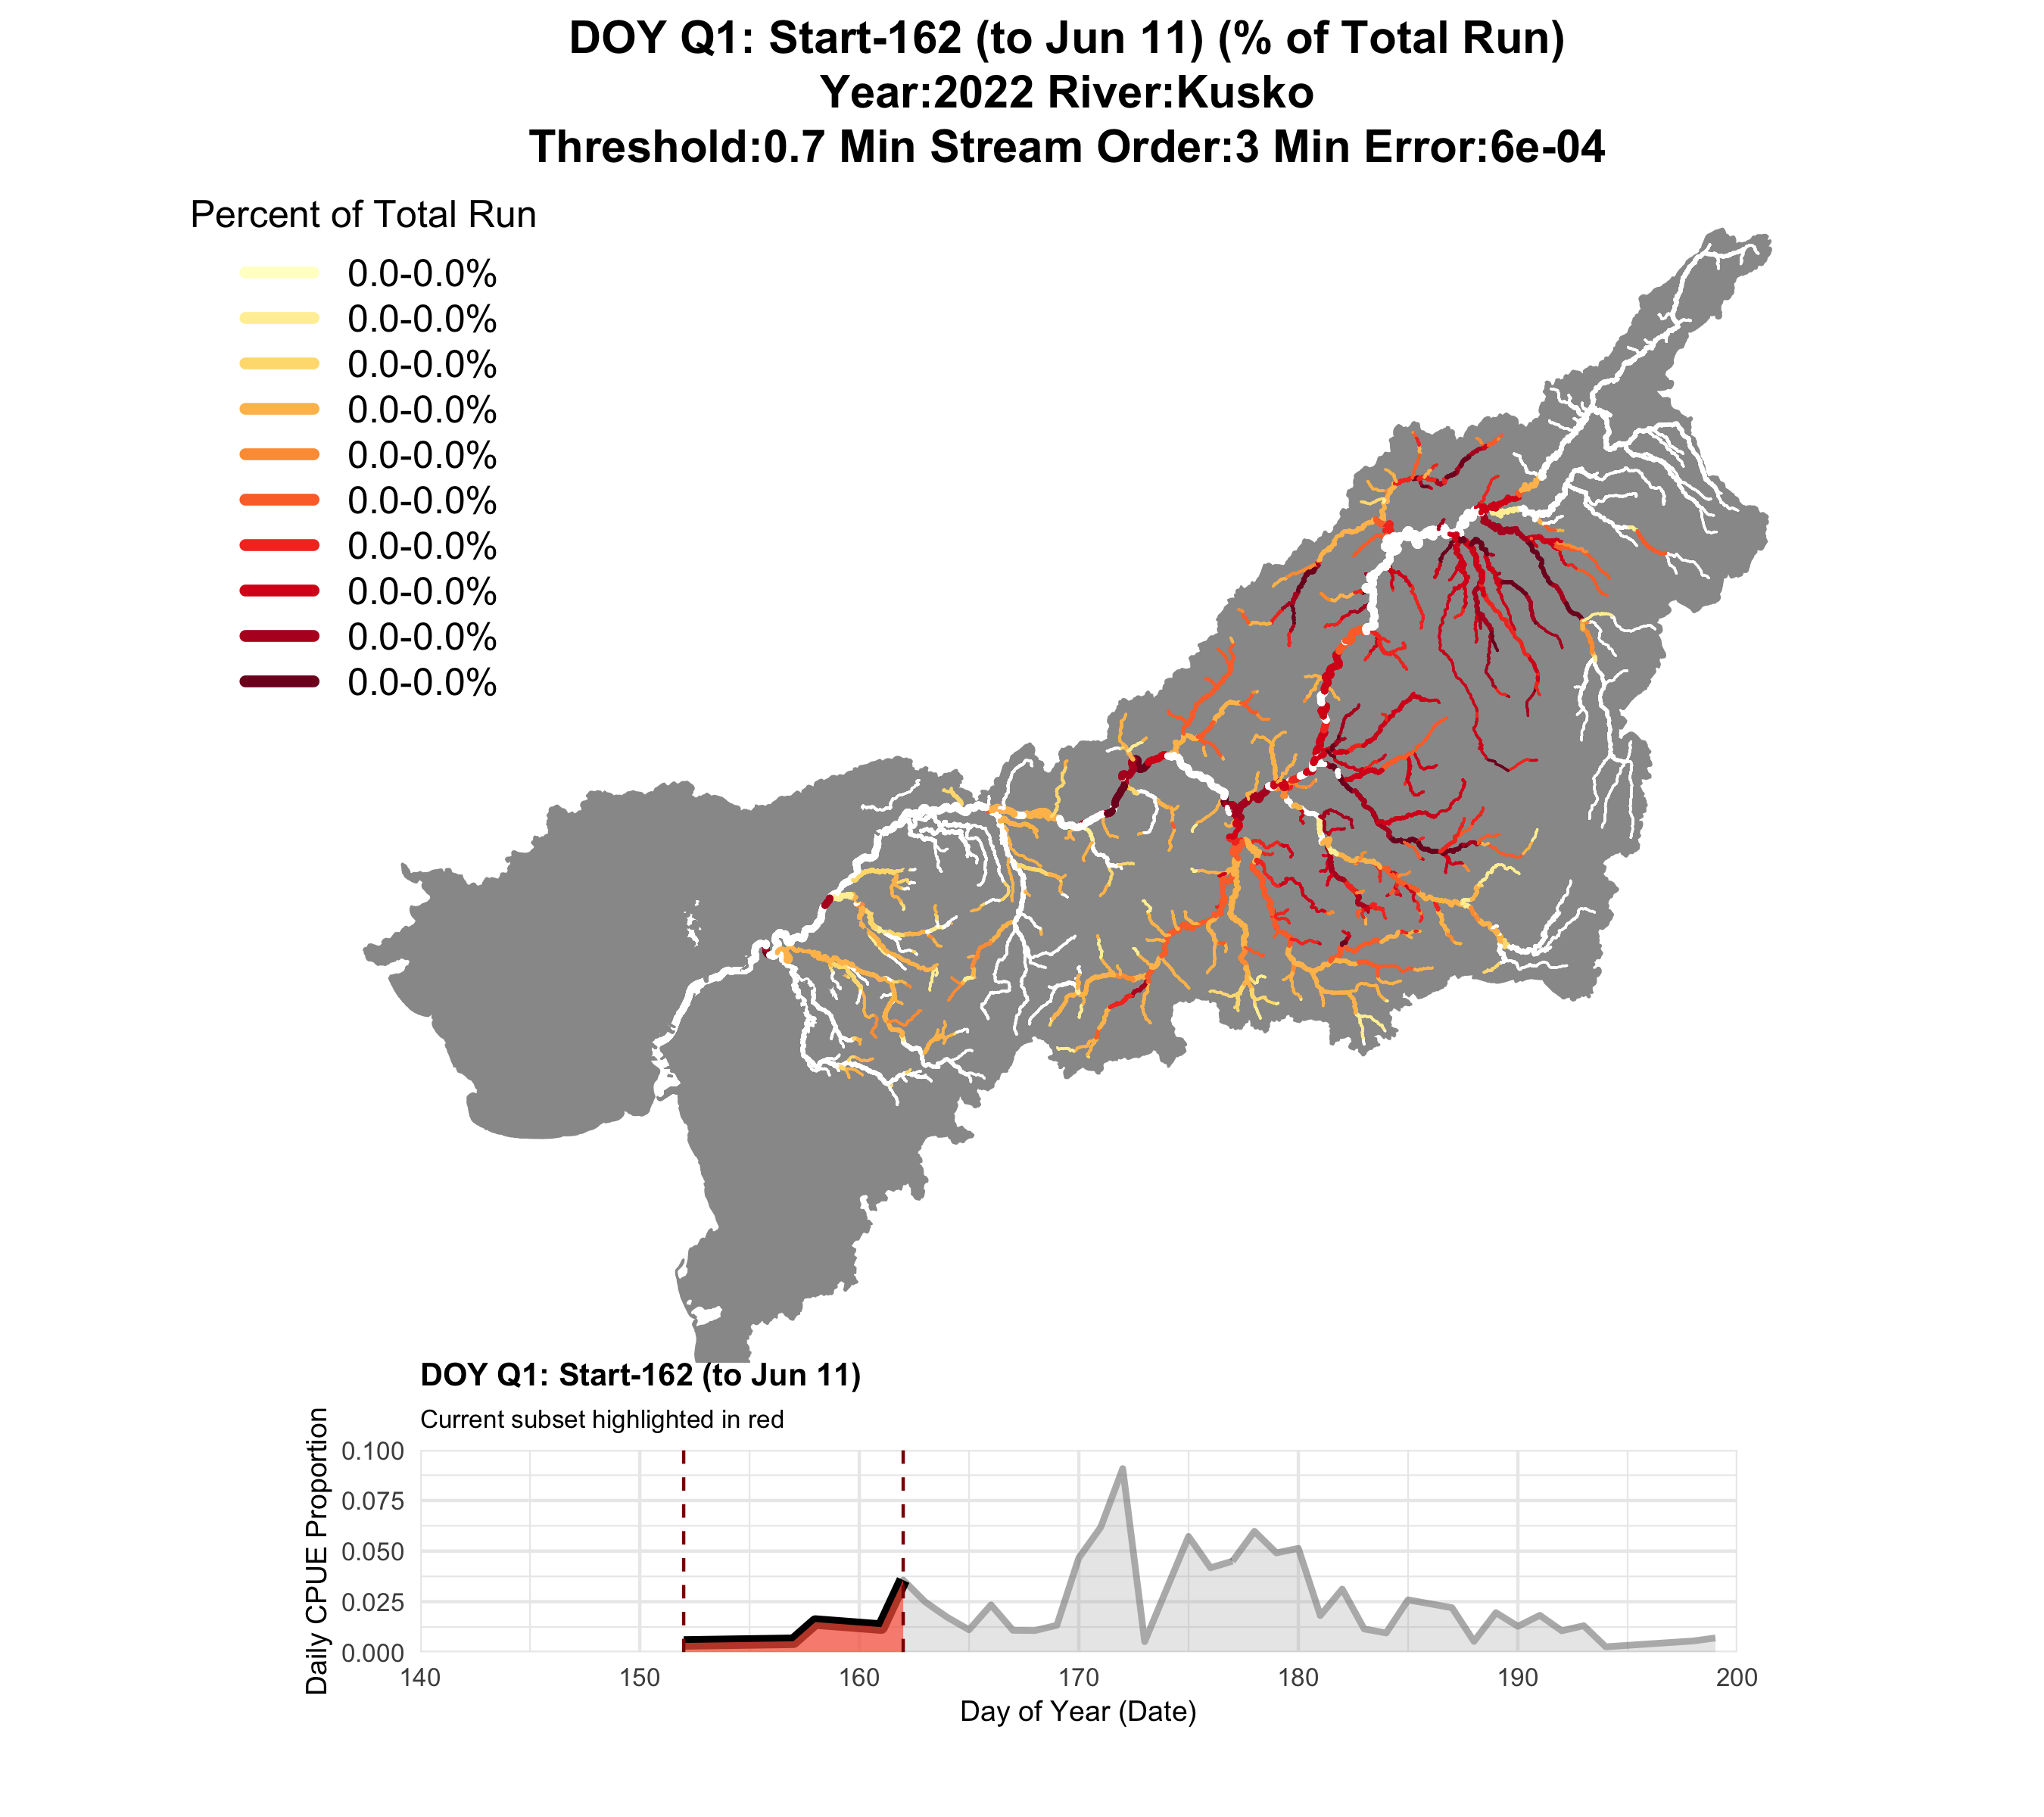 DOY Q1: Start-162 (to Jun 11) (% of Total Run)
Year:2022 River:Kusko
Threshold:0.7 Min Stream Order:3 Min Error:6e-04
Percent of Total Run
0.0-0.0%
0.0-0.0%
0.0-0.0%
0.0-0.0%
0.0-0.0%
0.0-0.0%
0.0-0.0%
0.0-0.0%
0.0-0.0%
0.0-0.0%
DOY Q1: Start-162 (to Jun 11)
Current subset highlighted in red
Daily CPUE Proportion
0.100
0.075
0.050
0.025
0.000
140 150 160 170 180 190 200
Day of Year (Date)